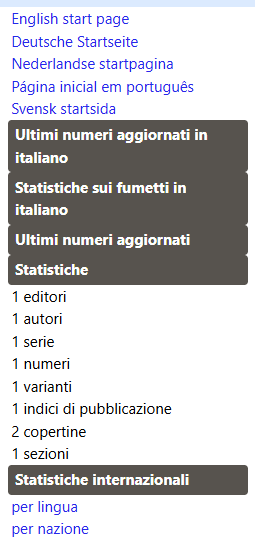 English start page
Deutsche Startseite
Nederlandse startpagina
Página inicial em português
Svensk startsida
Ultimi numeri aggiornati in
italiano
Statistiche sui fumetti in
italiano
Ultimi numeri aggiornati
Statistiche
1 editori
1 autori
1 serie
1 numeri
1 varianti
1 indici di pubblicazione
2 copertine
1 sezioni
Statistiche internazionali
per lingua
per nazione